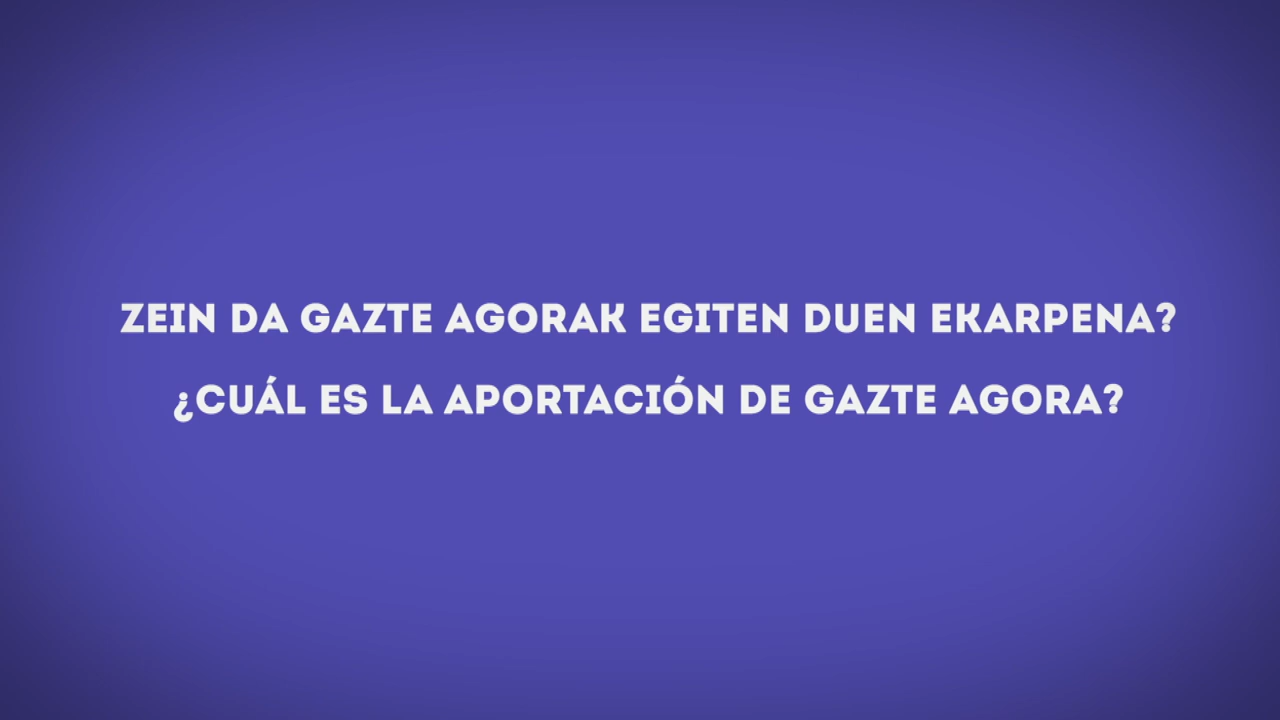 ZEIN DA GAZTE AGORAK EGITEN DUEN EKARPENA?
¿CUÁL ES LA APORTACIÓN DE GAZTE AGORA?